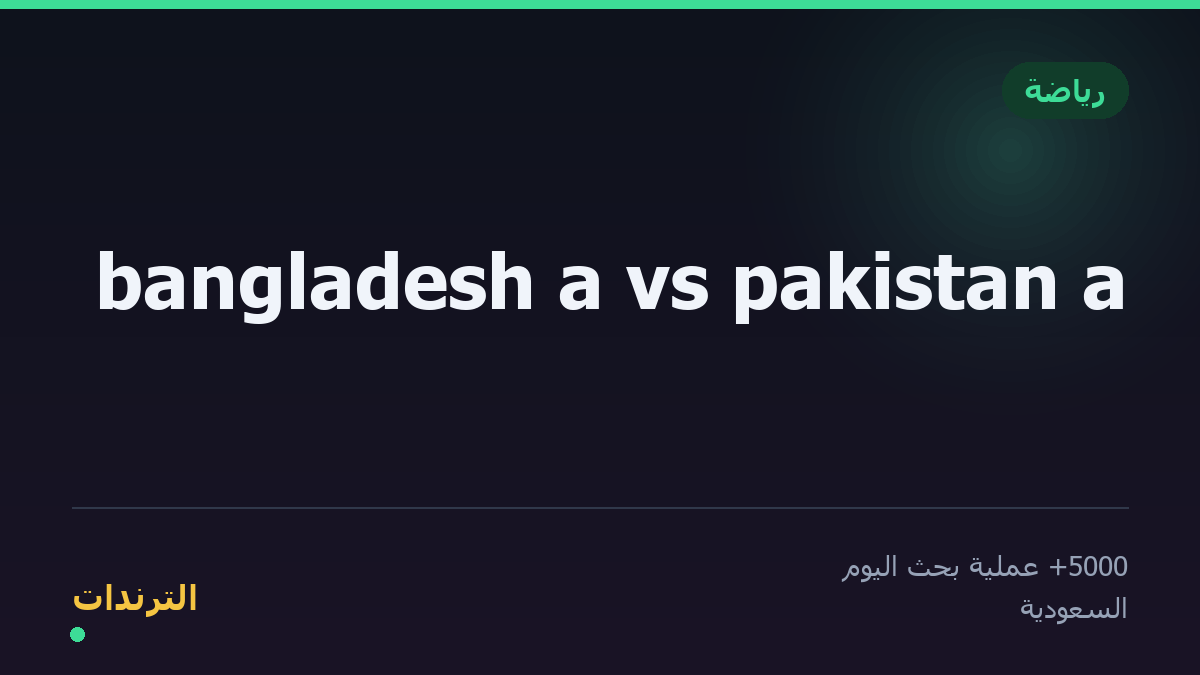 رياضة
bangladesh a vs pakistan a
5000+ عملية بحث اليوم
السعودية
الترندات